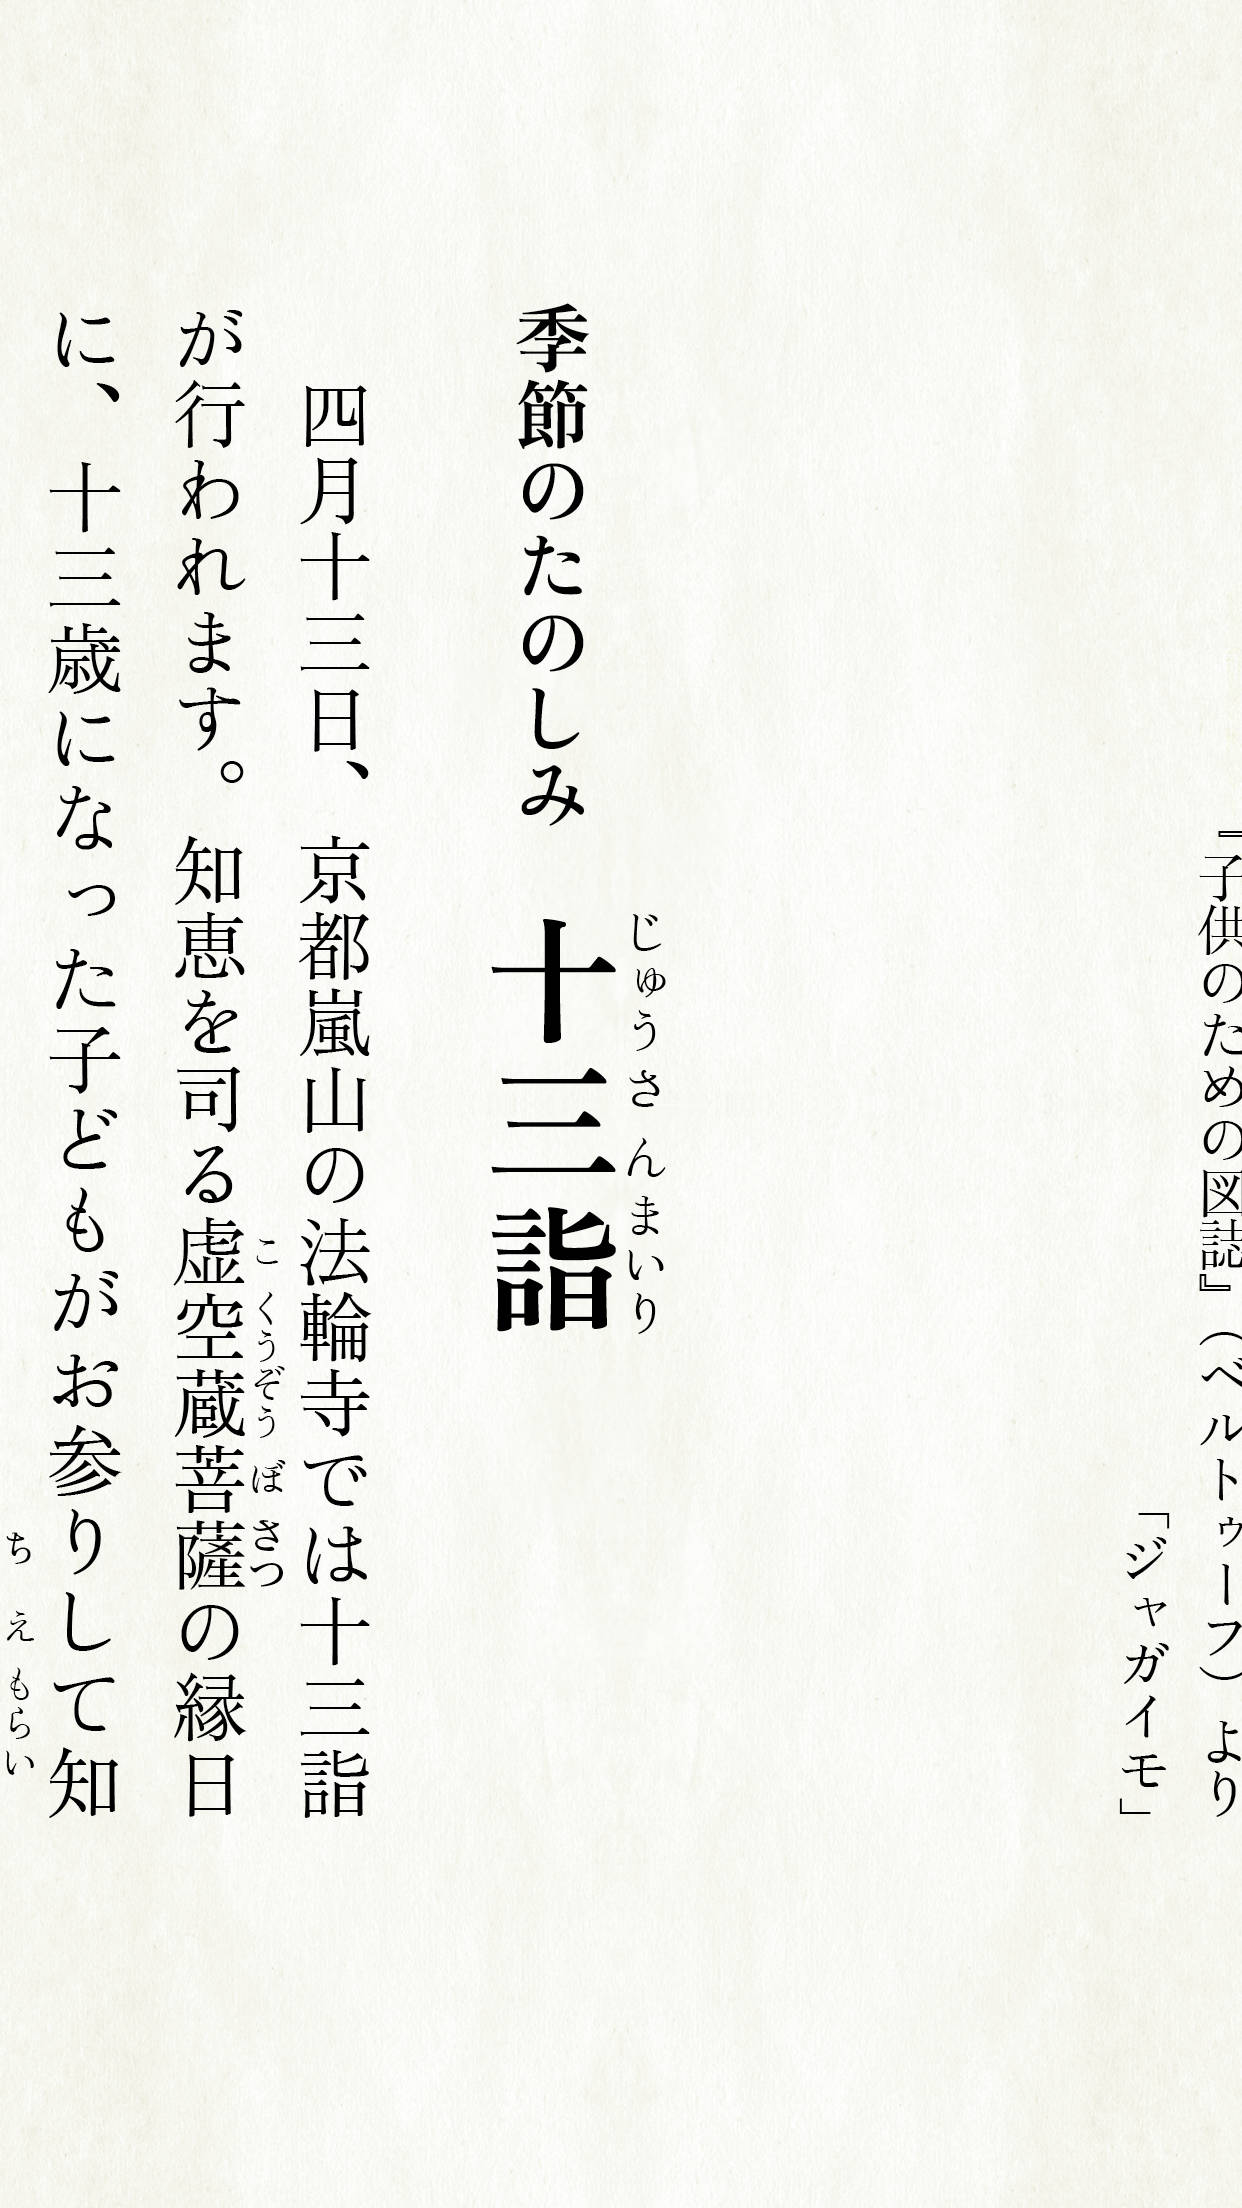 『子供のための図誌』（ベルトゥーフ）より
「ジャガイモ」
季節のたのしみ 十三詣
じゅうさんまいり
四月十三日、京都嵐山の法輪寺では十三詣
が行われます。知恵を司る虚空蔵菩薩の縁日
こくうぞうぼさつ
に、十三歳になった子どもがお参りして知
ちえもらい